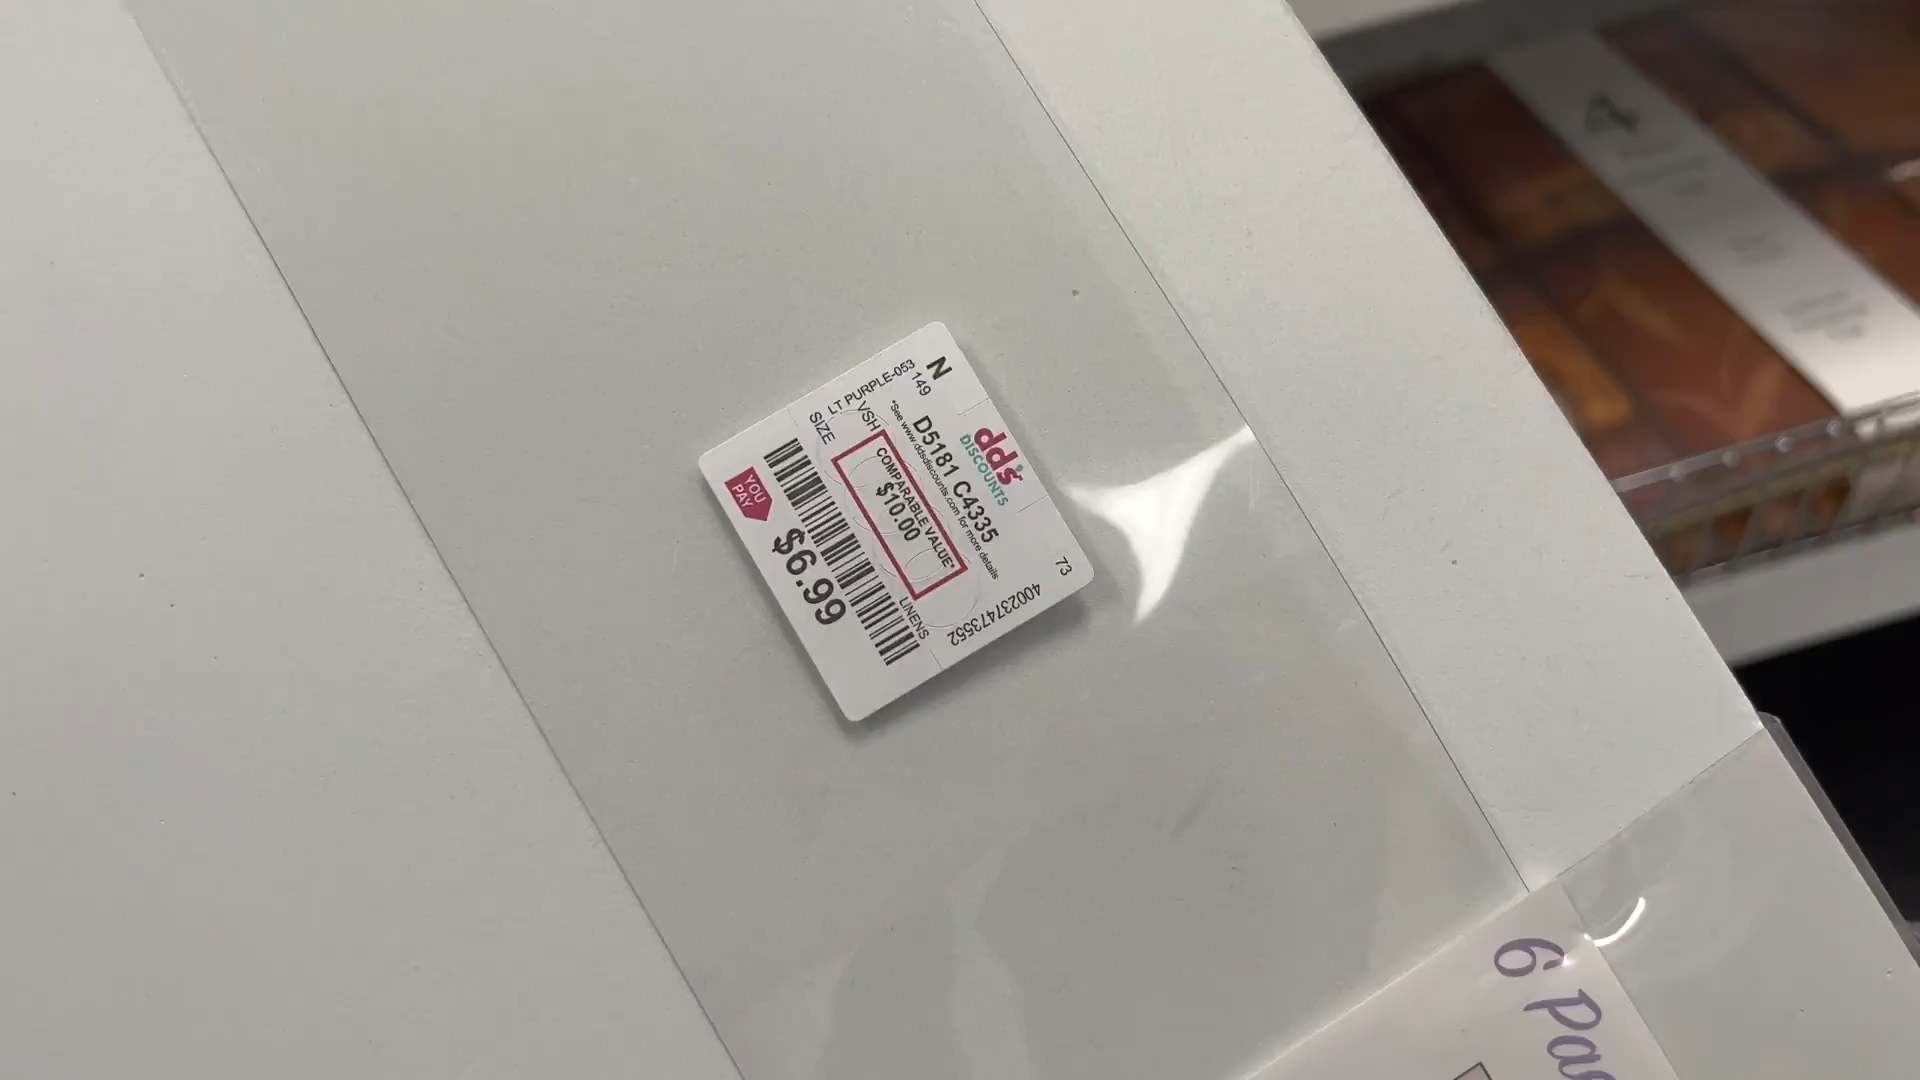 N
149
LT PURPLE-053
dd's
DISCOUNTS
D5181 C4335
*See www.ddsdiscounts.com for more details
73
400237473552
VSH
SIZE
COMPARABLE VALUE*
$10.00
LINENS
YOU
PAY
$6.99
6
4